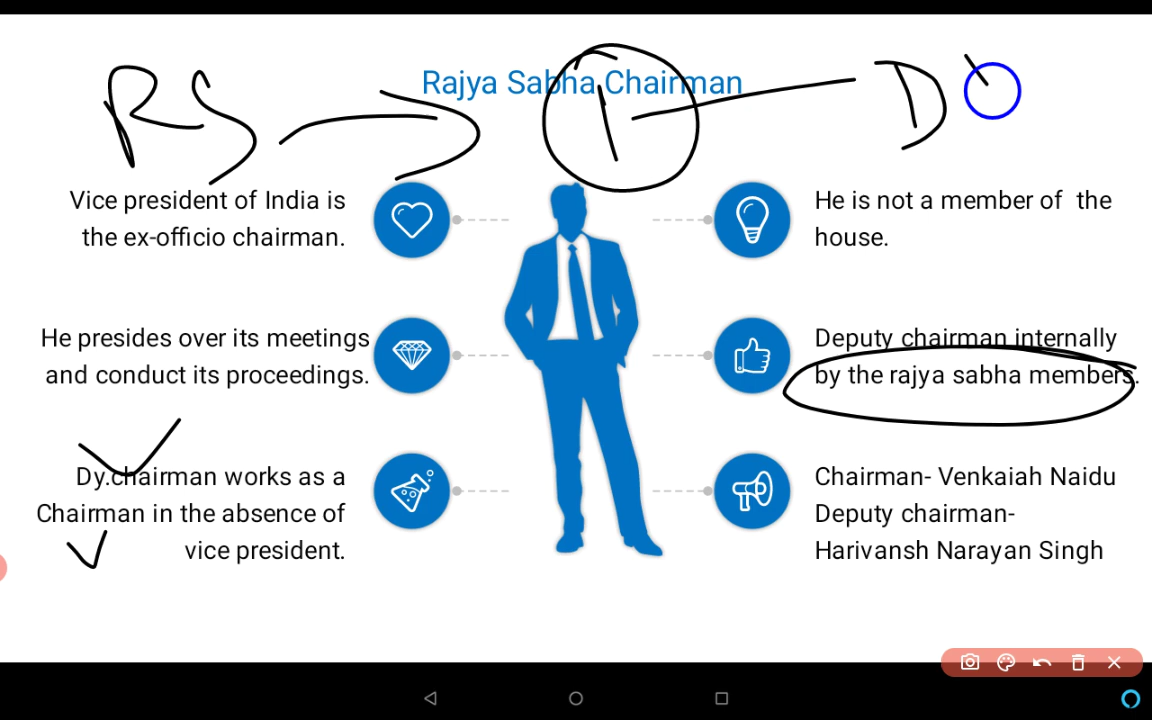 Rajya Sabha Chairman
RS
1
D
Vice president of India is
the ex-officio chairman.
He is not a member of the
house.
He presides over its meetings
and conduct its proceedings.
Deputy chairman internally
by the rajya sabha members.
Dy.chairman works as a
Chairman in the absence of
vice president.
Chairman- Venkaiah Naidu
Deputy chairman-
Harivansh Narayan Singh